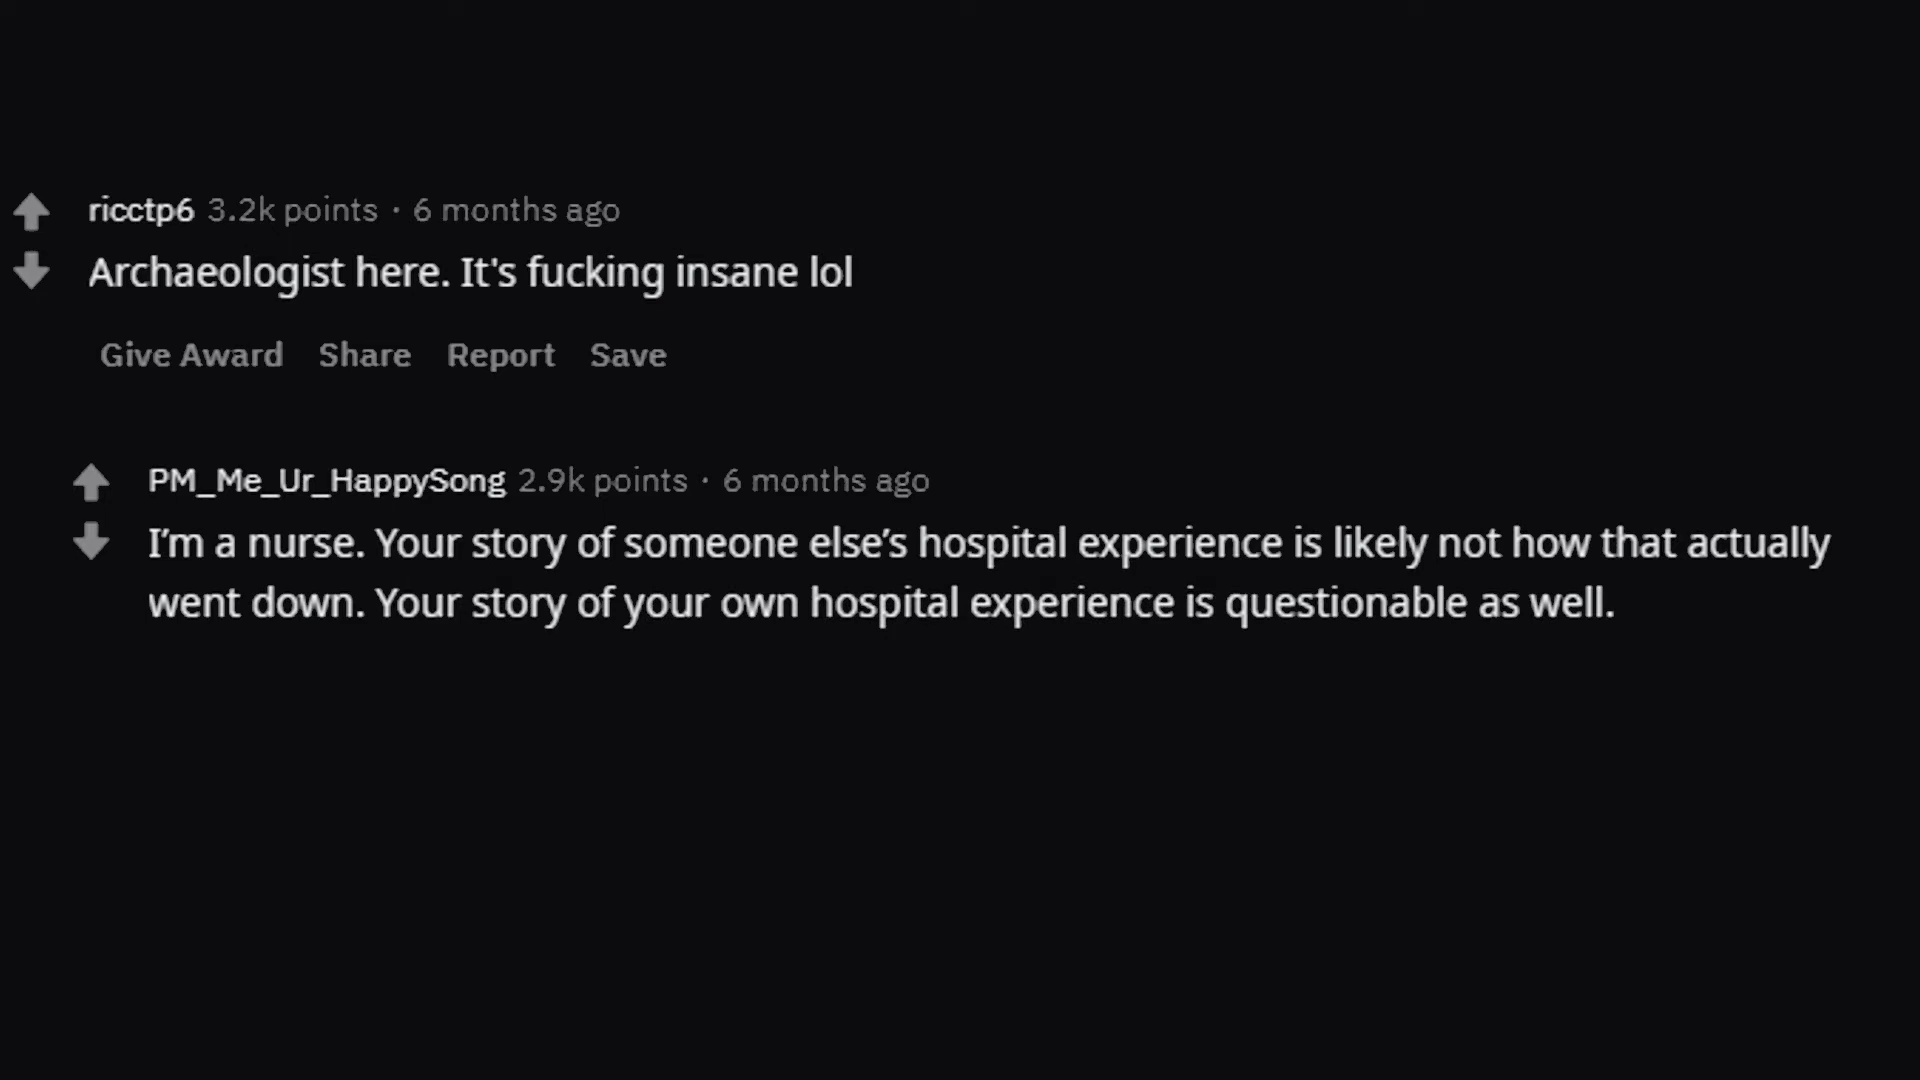 ricctp6 3.2k points · 6 months ago
Archaeologist here. It's fucking insane lol
Give Award Share Report Save
PM_Me_Ur_HappySong 2.9k points · 6 months ago
I’m a nurse. Your story of someone else’s hospital experience is likely not how that actually
went down. Your story of your own hospital experience is questionable as well.